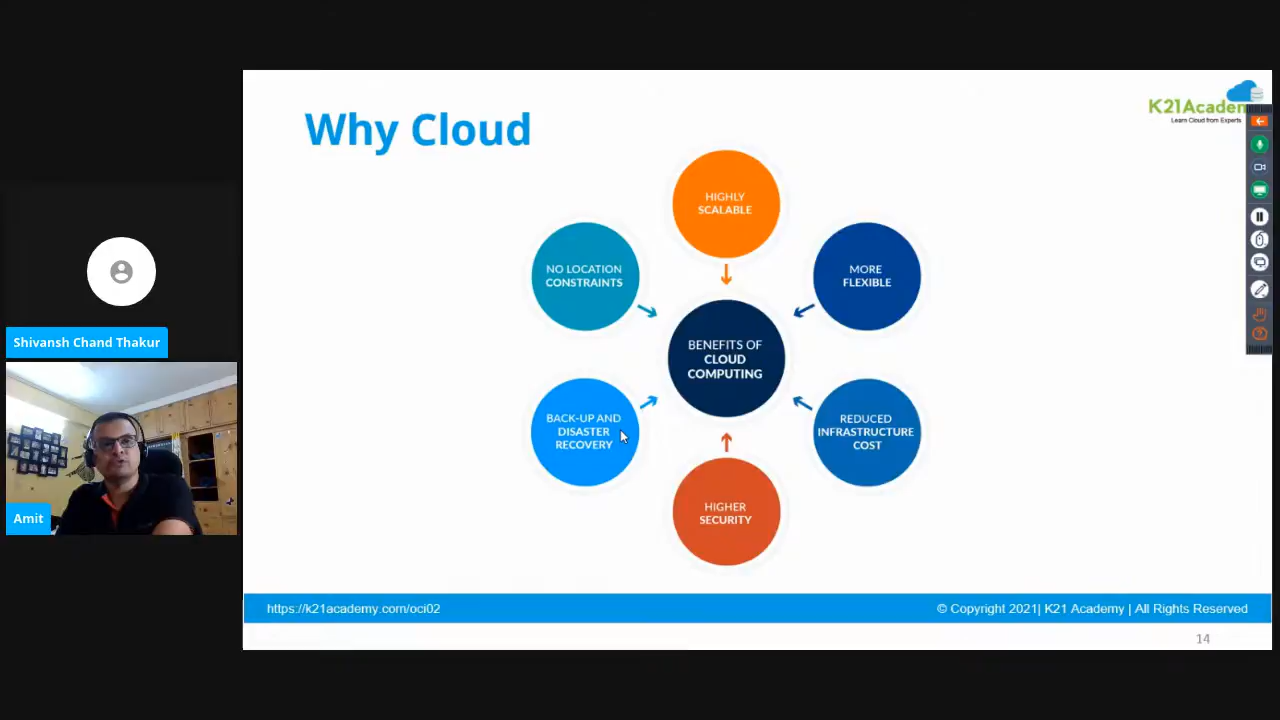 Why Cloud
K21Academ
Learn Cloud from Experts
HIGHLY
SCALABLE
NO LOCATION
CONSTRAINTS
MORE
FLEXIBLE
BENEFITS OF
CLOUD
COMPUTING
BACK-UP AND
DISASTER
RECOVERY
REDUCED
INFRASTRUCTURE
COST
HIGHER
SECURITY
Shivansh Chand Thakur
Amit
https://k21academy.com/oci02
© Copyright 2021| K21 Academy | All Rights Reserved
14